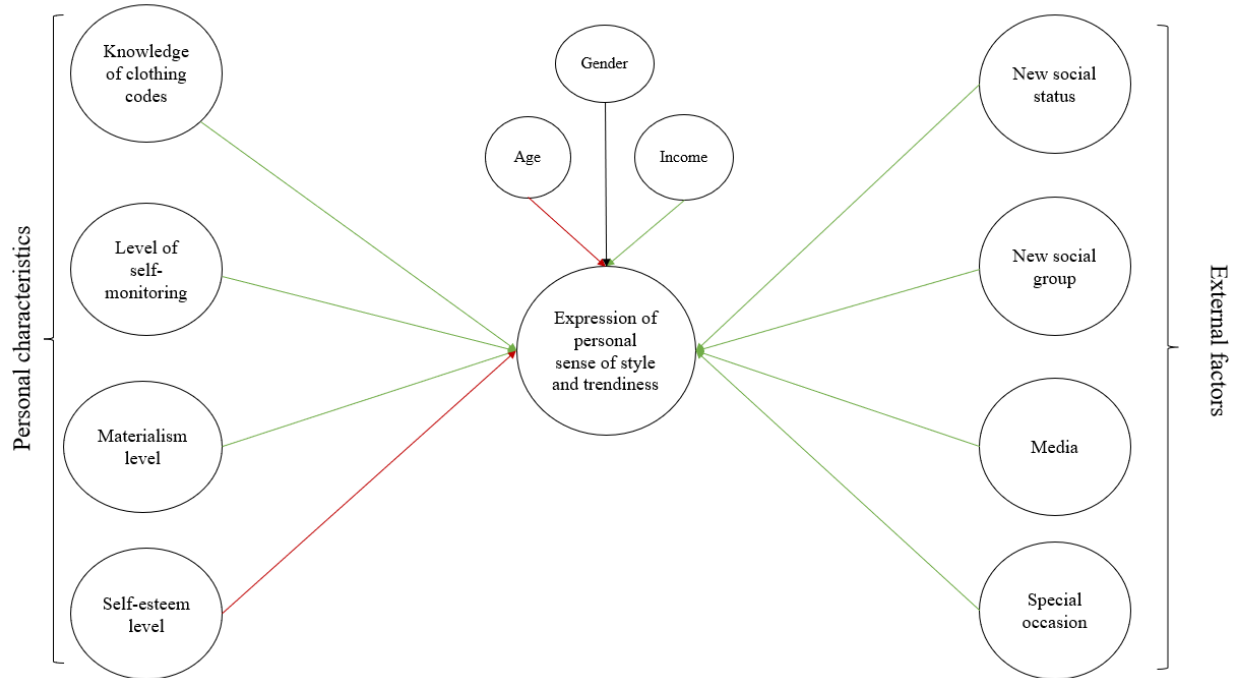 Personal characteristics
Knowledge
of clothing
codes
Level of
self-
monitoring
Materialism
level
Self-esteem
level
Gender
Age
Income
Expression of
personal
sense of style
and trendiness
New social
status
New social
group
Media
Special
occasion
External factors